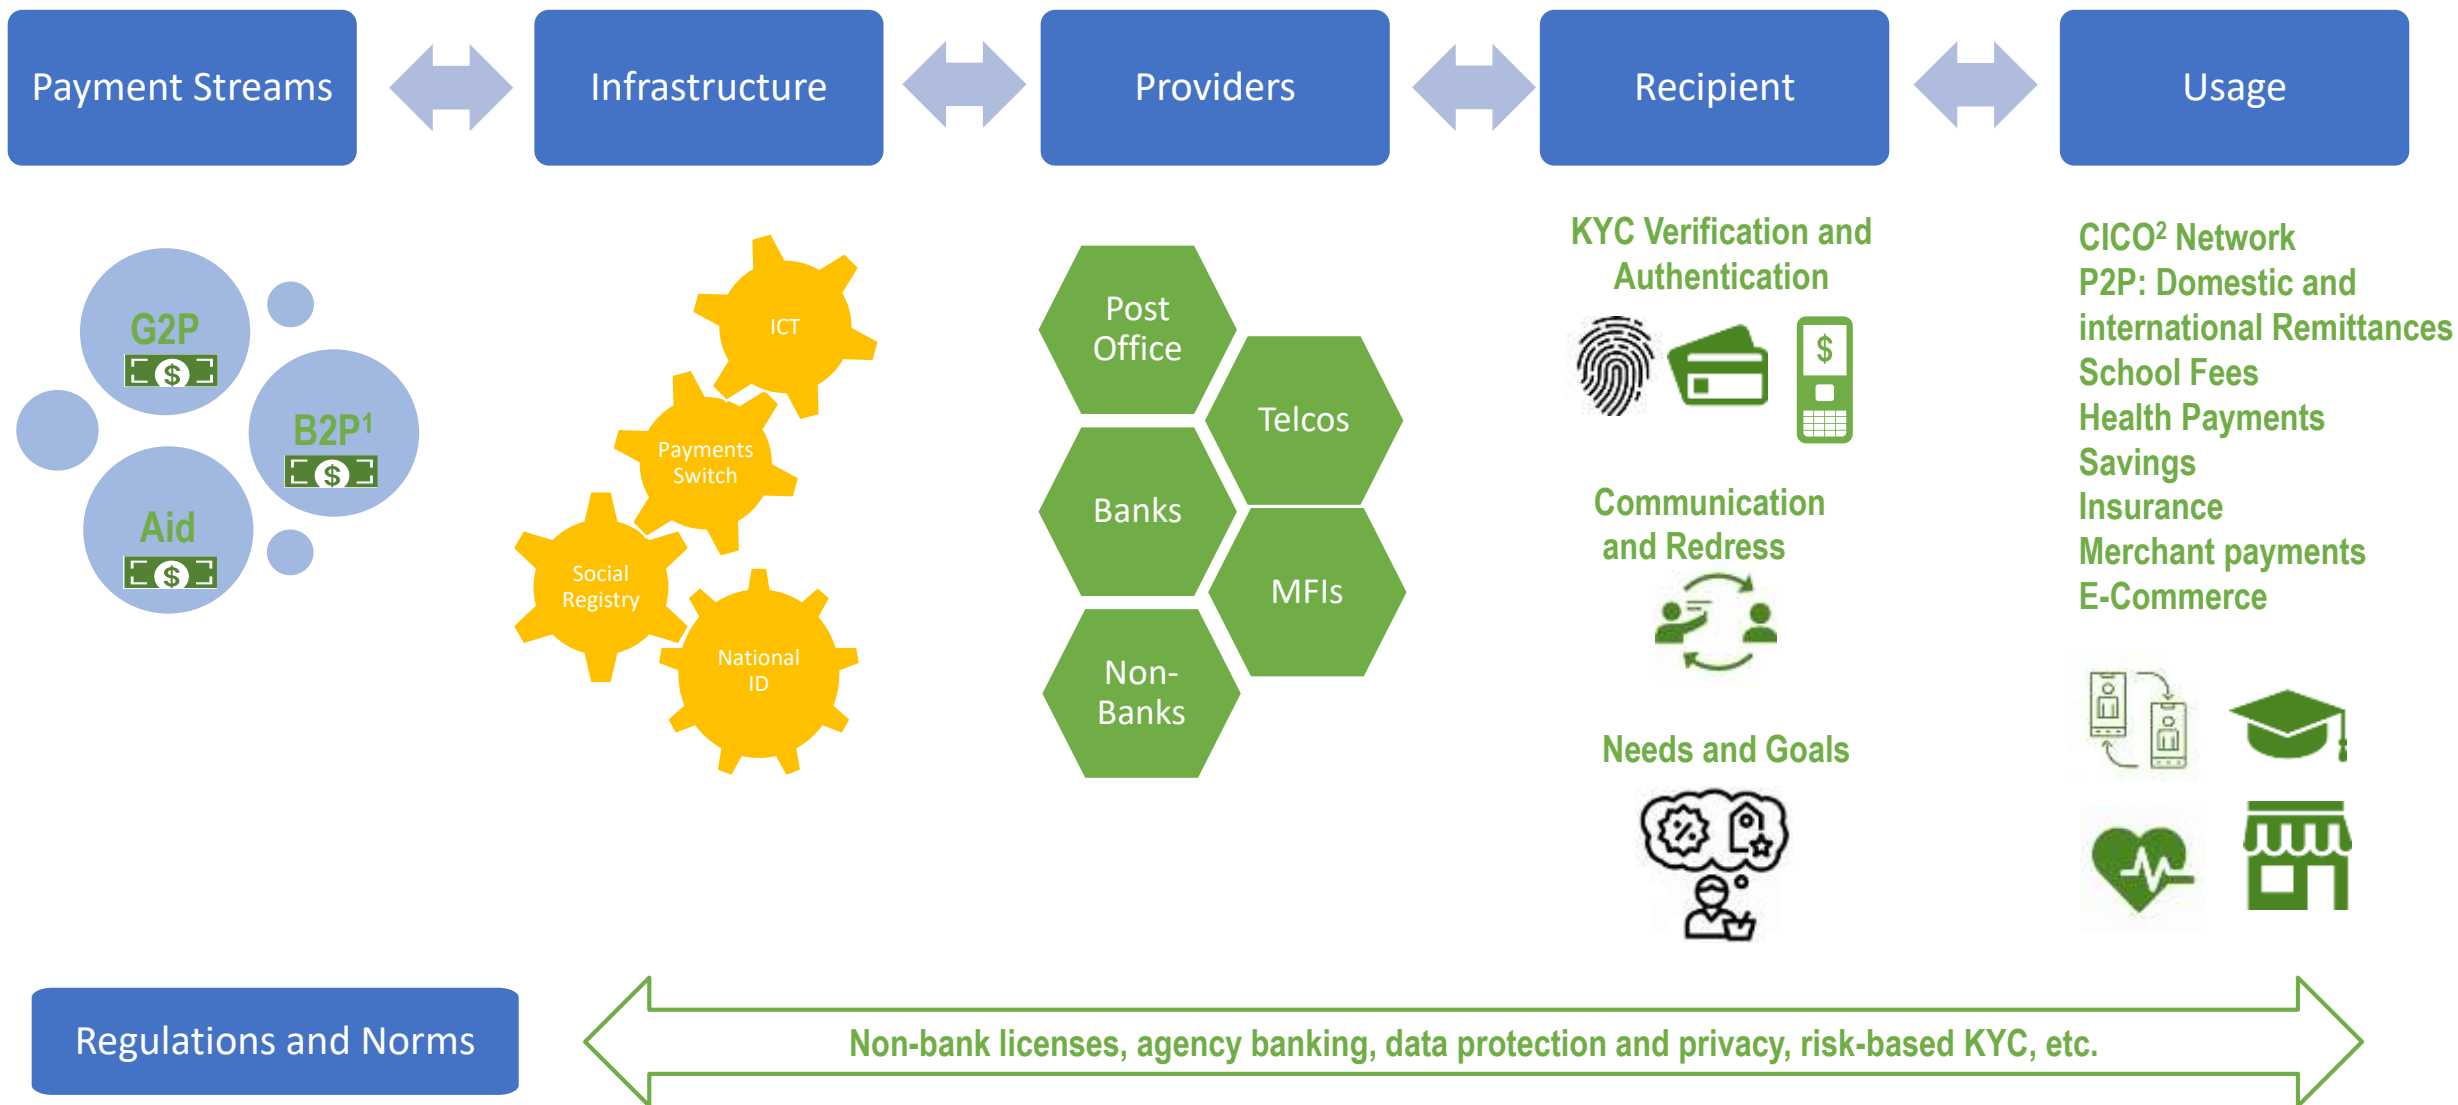 Payment Streams
Infrastructure
Providers
Recipient
Usage
G2P
$
B2P¹
$
Aid
$
ICT
Payments
Switch
Social
Registry
National
ID
Post
Office
Telcos
Banks
MFIs
Non-
Banks
KYC Verification and
Authentication
$
Communication
and Redress
Needs and Goals
%
CICO² Network
P2P: Domestic and
international Remittances
School Fees
Health Payments
Savings
Insurance
Merchant payments
E-Commerce
Regulations and Norms
Non-bank licenses, agency banking, data protection and privacy, risk-based KYC, etc.